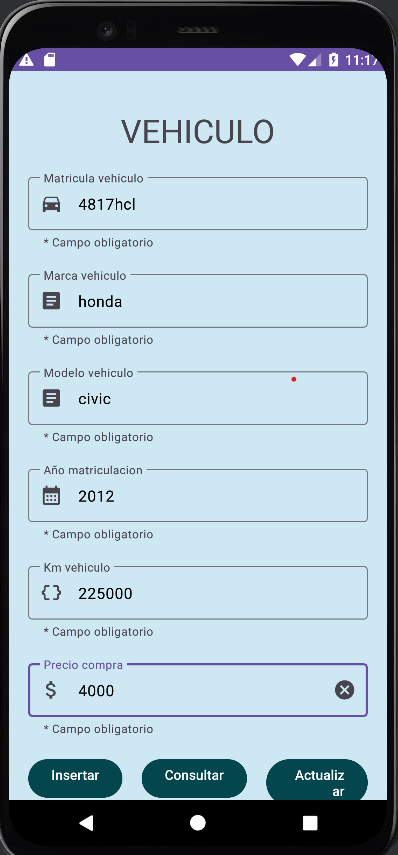 11:17
VEHICULO
Matricula vehiculo
4817hcl
* Campo obligatorio
Marca vehiculo
honda
* Campo obligatorio
Modelo vehiculo
civic
* Campo obligatorio
Año matriculacion
2012
* Campo obligatorio
Km vehiculo
{} 225000
* Campo obligatorio
Precio compra
$ 4000
* Campo obligatorio
Insertar Consultar Actualiz
ar